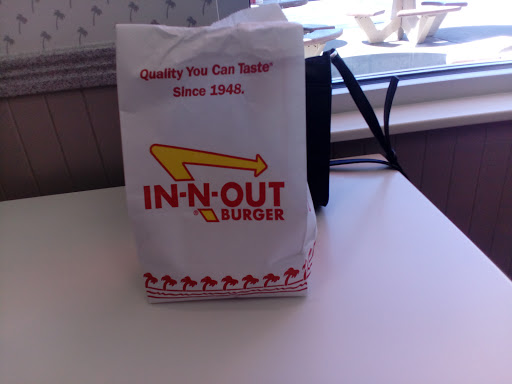 Quality You Can Taste®
Since 1948.
IN-N-OUT
® BURGER